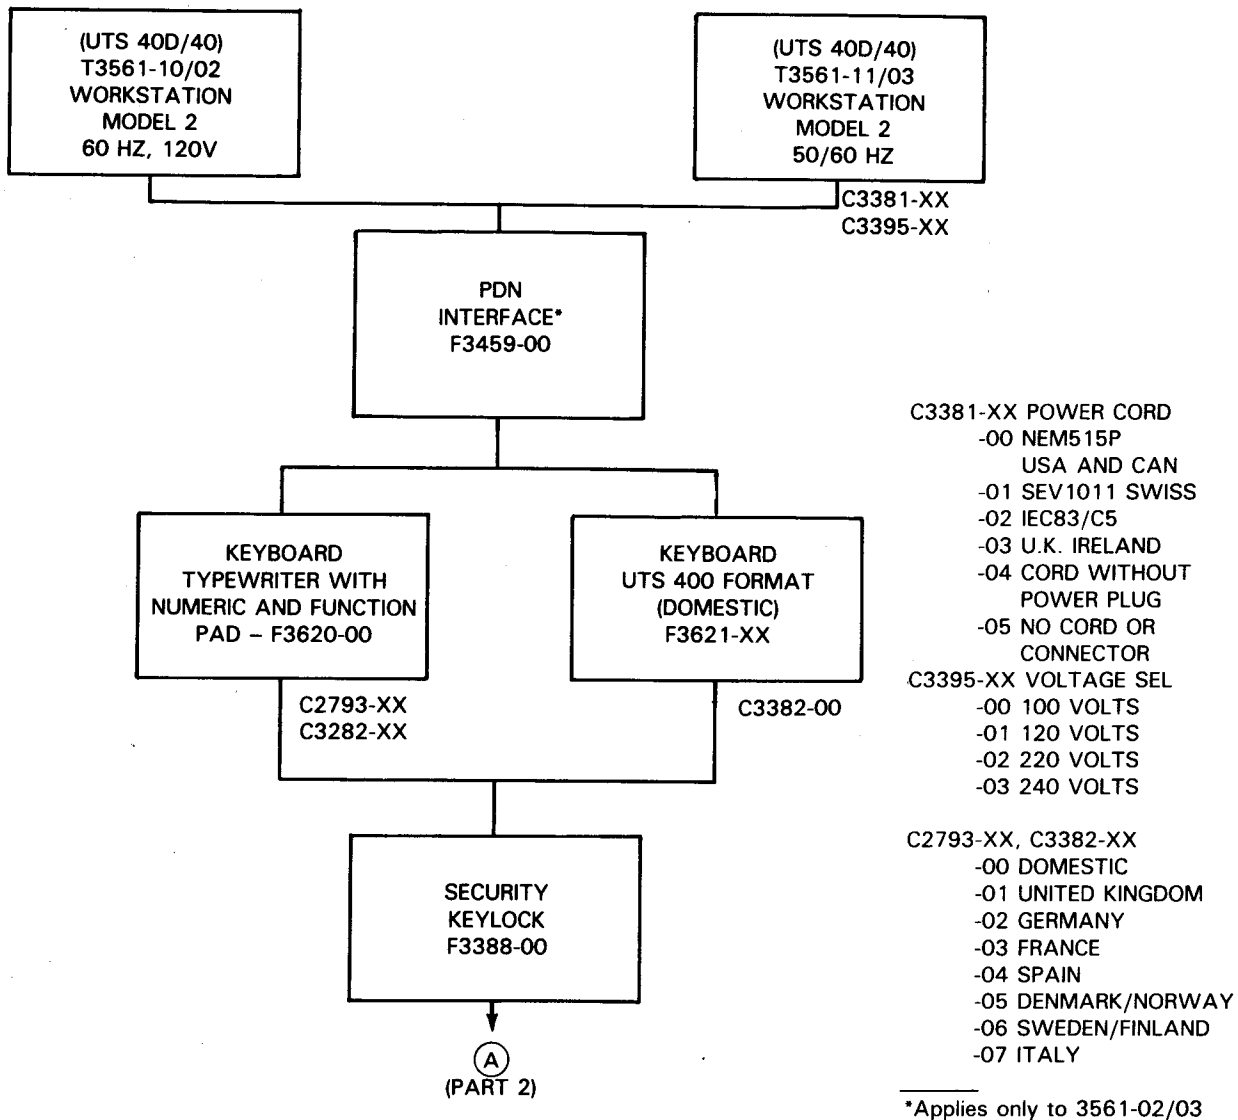 (UTS 40D/40)
T3561-10/02
WORKSTATION
MODEL 2
60 HZ, 120V
(UTS 40D/40)
T3561-11/03
WORKSTATION
MODEL 2
50/60 HZ
C3381-XX
C3395-XX
PDN
INTERFACE*
F3459-00
KEYBOARD
TYPEWRITER WITH
NUMERIC AND FUNCTION
PAD – F3620-00
KEYBOARD
UTS 400 FORMAT
(DOMESTIC)
F3621-XX
C2793-XX
C3282-XX
C3382-00
SECURITY
KEYLOCK
F3388-00
A
(PART 2)
C3381-XX POWER CORD
-00 NEM515P
USA AND CAN
-01 SEV1011 SWISS
-02 IEC83/C5
-03 U.K. IRELAND
-04 CORD WITHOUT
POWER PLUG
-05 NO CORD OR
CONNECTOR
C3395-XX VOLTAGE SEL
-00 100 VOLTS
-01 120 VOLTS
-02 220 VOLTS
-03 240 VOLTS
C2793-XX, C3382-XX
-00 DOMESTIC
-01 UNITED KINGDOM
-02 GERMANY
-03 FRANCE
-04 SPAIN
-05 DENMARK/NORWAY
-06 SWEDEN/FINLAND
-07 ITALY
*Applies only to 3561-02/03